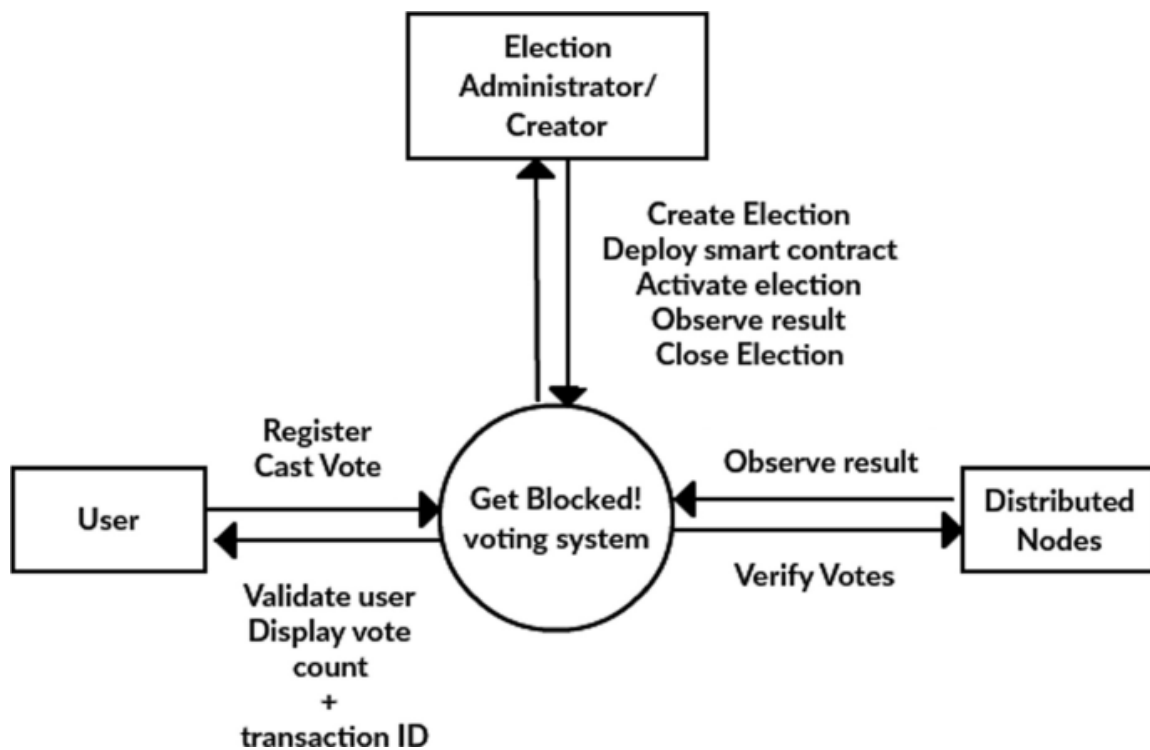 Election
Administrator/
Creator
Create Election
Deploy smart contract
Activate election
Observe result
Close Election
Register
Cast Vote
User
Get Blocked!
voting system
Observe result
Distributed
Nodes
Verify Votes
Validate user
Display vote
count
+
transaction ID